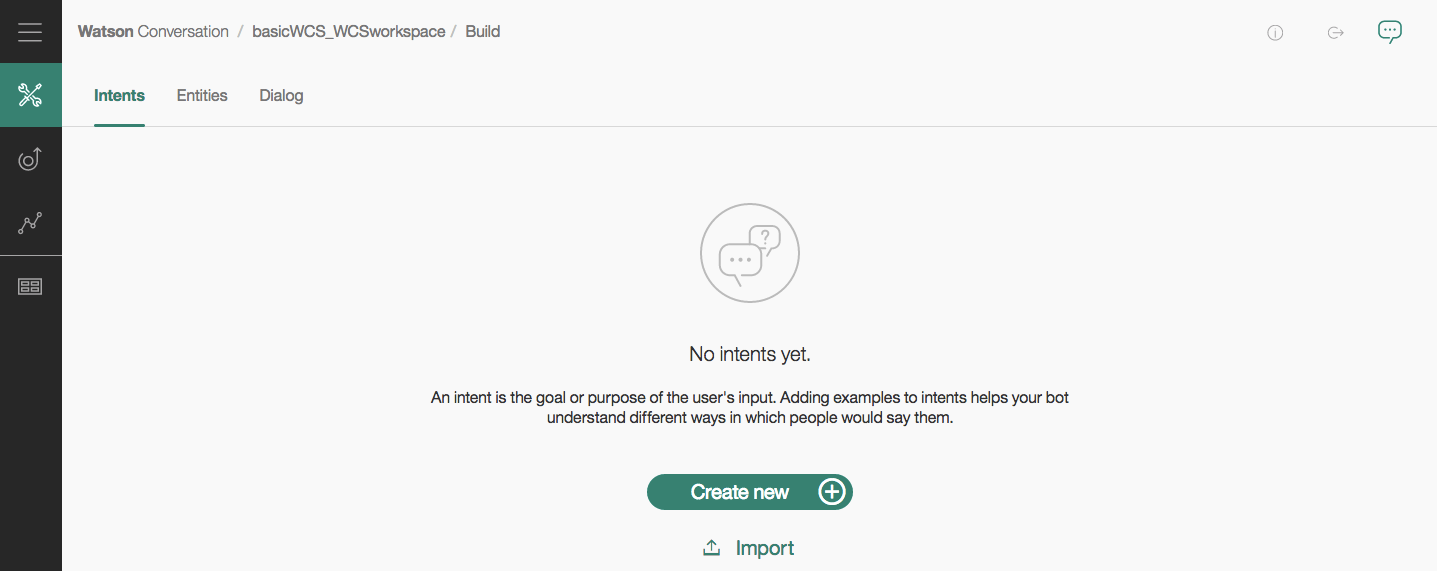 Watson Conversation / basicWCS_WCSworkspace / Build
Intents Entities Dialog
?
No intents yet.
An intent is the goal or purpose of the user's input. Adding examples to intents helps your bot
understand different ways in which people would say them.
Create new
Import